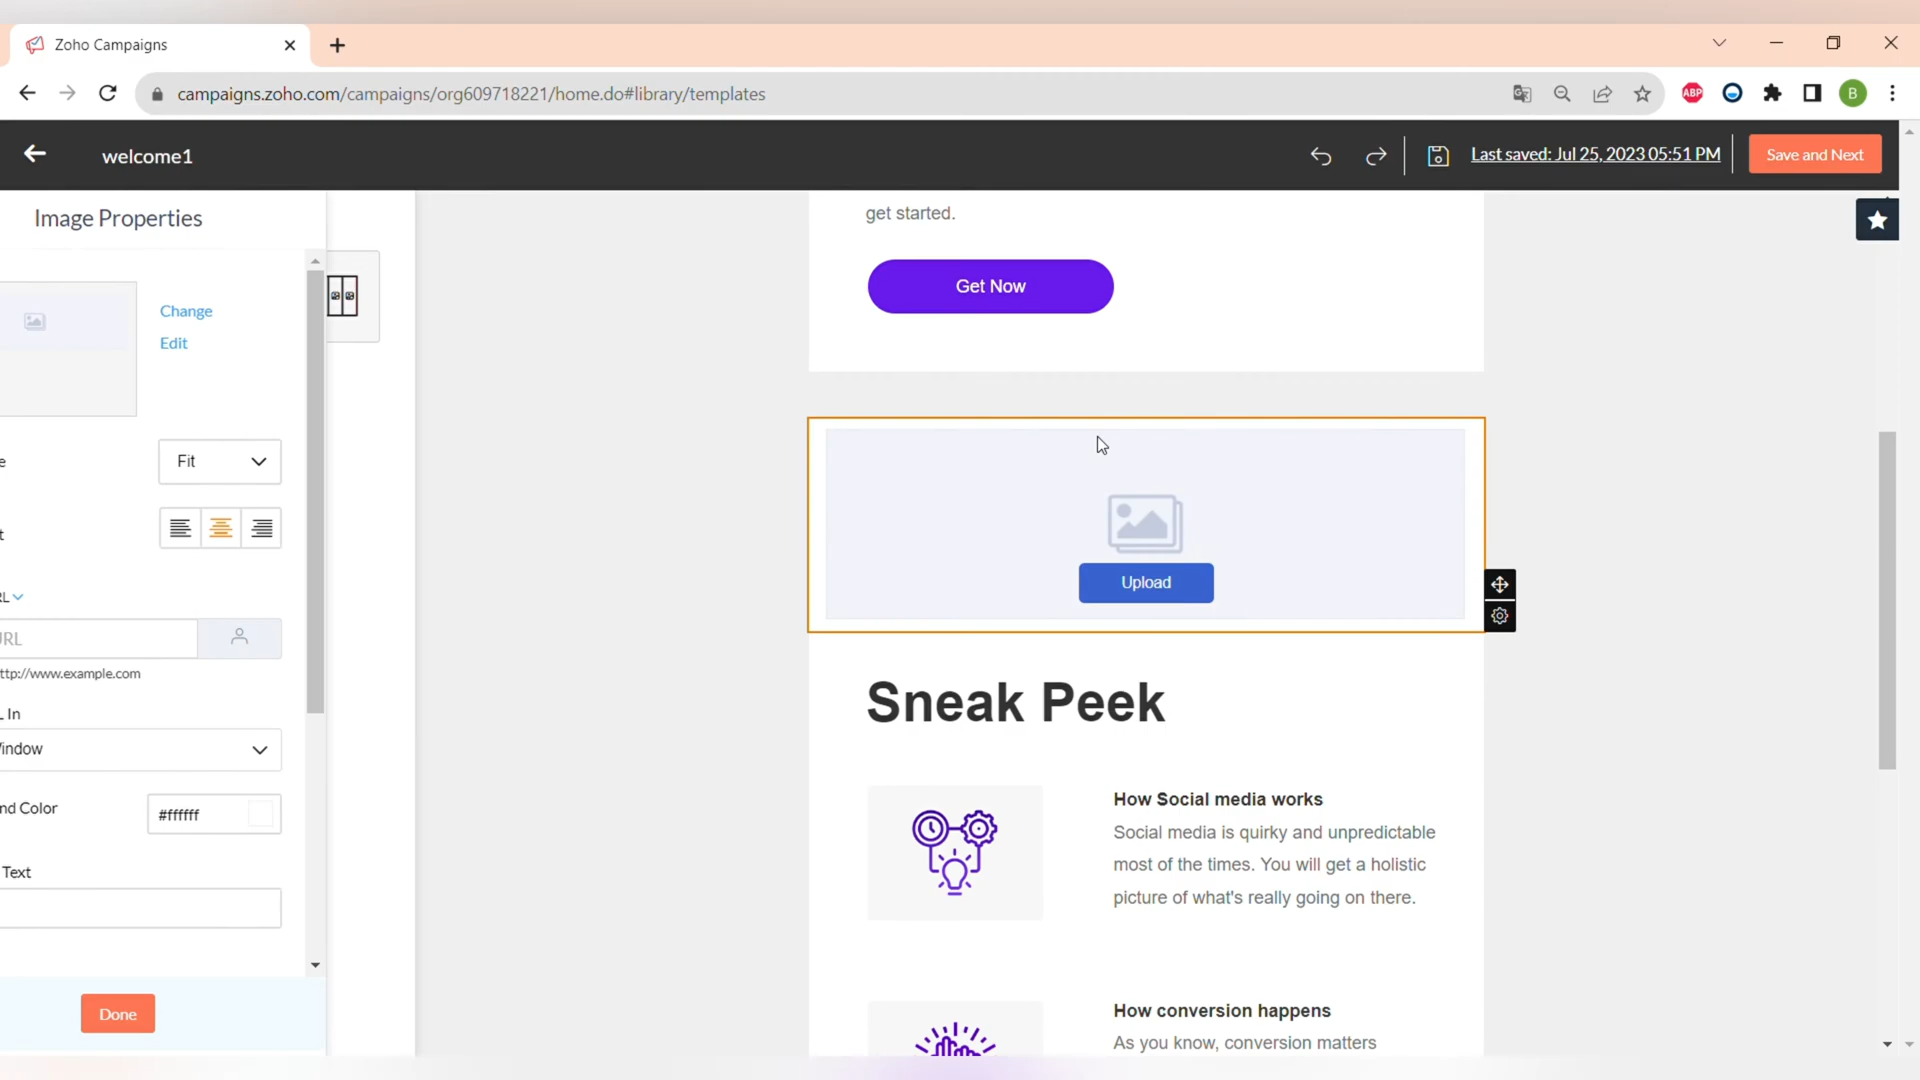 Zoho Campaigns
campaigns.zoho.com/campaigns/org609718221/home.do#library/templates
ABP
B
welcome1
Last saved: Jul 25, 2023 05:51 PM
Save and Next
Image Properties
Change
Edit
e
Fit
t
RL
URL
ttp://www.example.com
L In
Window
nd Color
#ffffff
Text
Done
get started.
Get Now
Upload
Sneak Peek
How Social media works
Social media is quirky and unpredictable
most of the times. You will get a holistic
picture of what's really going on there.
How conversion happens
As you know, conversion matters